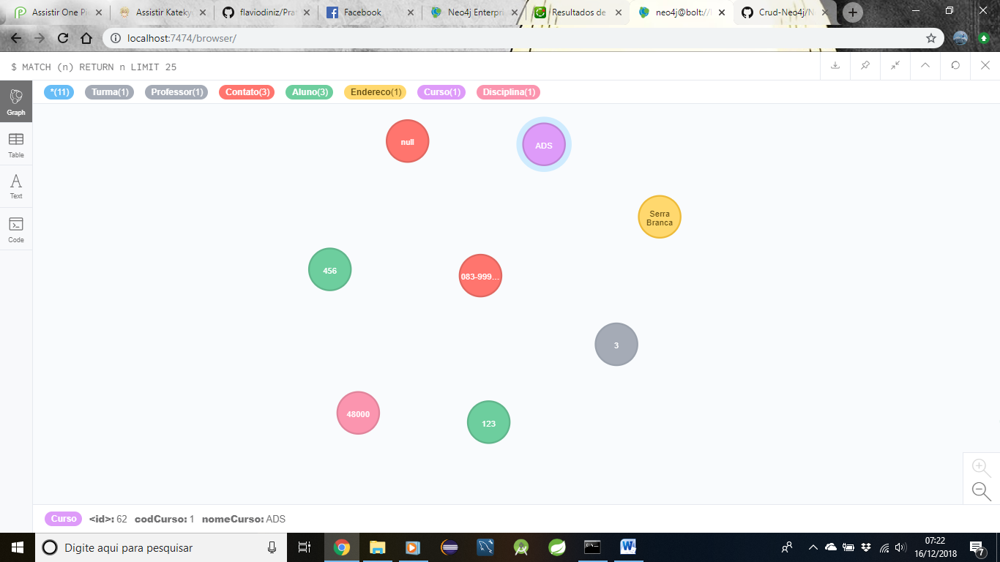 Assistir One Pi
Assistir Kateky
flaviodiniz/Pra
Facebook
Neo4j Enterpri
Resultados de
neo4j@bolt://
Crud-Neo4j/N
localhost:7474/browser/
$ MATCH (n) RETURN n LIMIT 25
*(11) Turma(1) Professor(1) Contato(3) Aluno(3) Endereco(1) Curso(1) Disciplina(1)
Graph
Table
Text
Code
null
ADS
Serra
Branca
456
083-999...
3
48000
123
Curso <id>: 62 codCurso: 1 nomeCurso: ADS
Digite aqui para pesquisar
07:22
16/12/2018
7